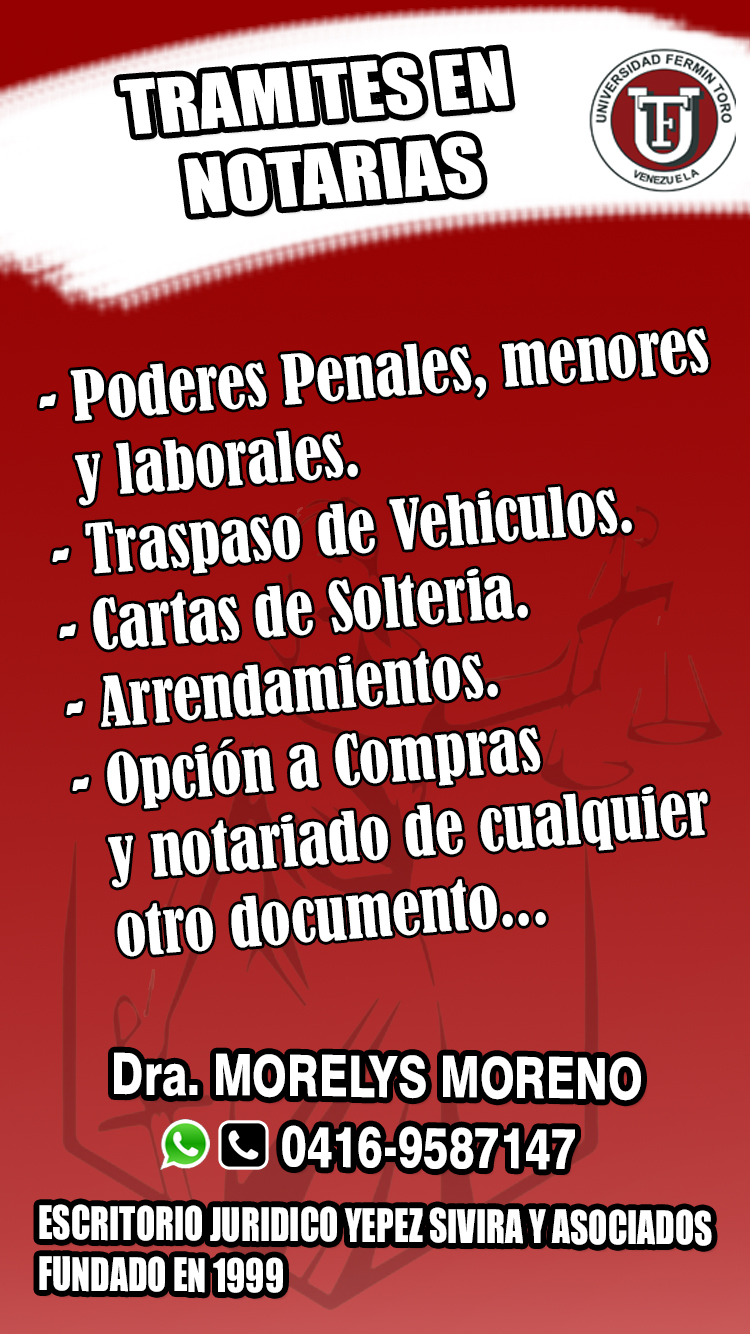 TRAMITES EN
NOTARIAS
UNIVERSIDAD FERMIN TORO
UFT
VENEZUELA
- Poderes Penales, menores
y laborales.
- Traspaso de Vehiculos.
- Cartas de Solteria.
- Arrendamientos.
- Opción a Compras
y notariado de cualquier
otro documento...
Dra. MORELYS MORENO
0416-9587147
ESCRITORIO JURIDICO YEPEZ SIVIRA Y ASOCIADOS
FUNDADO EN 1999